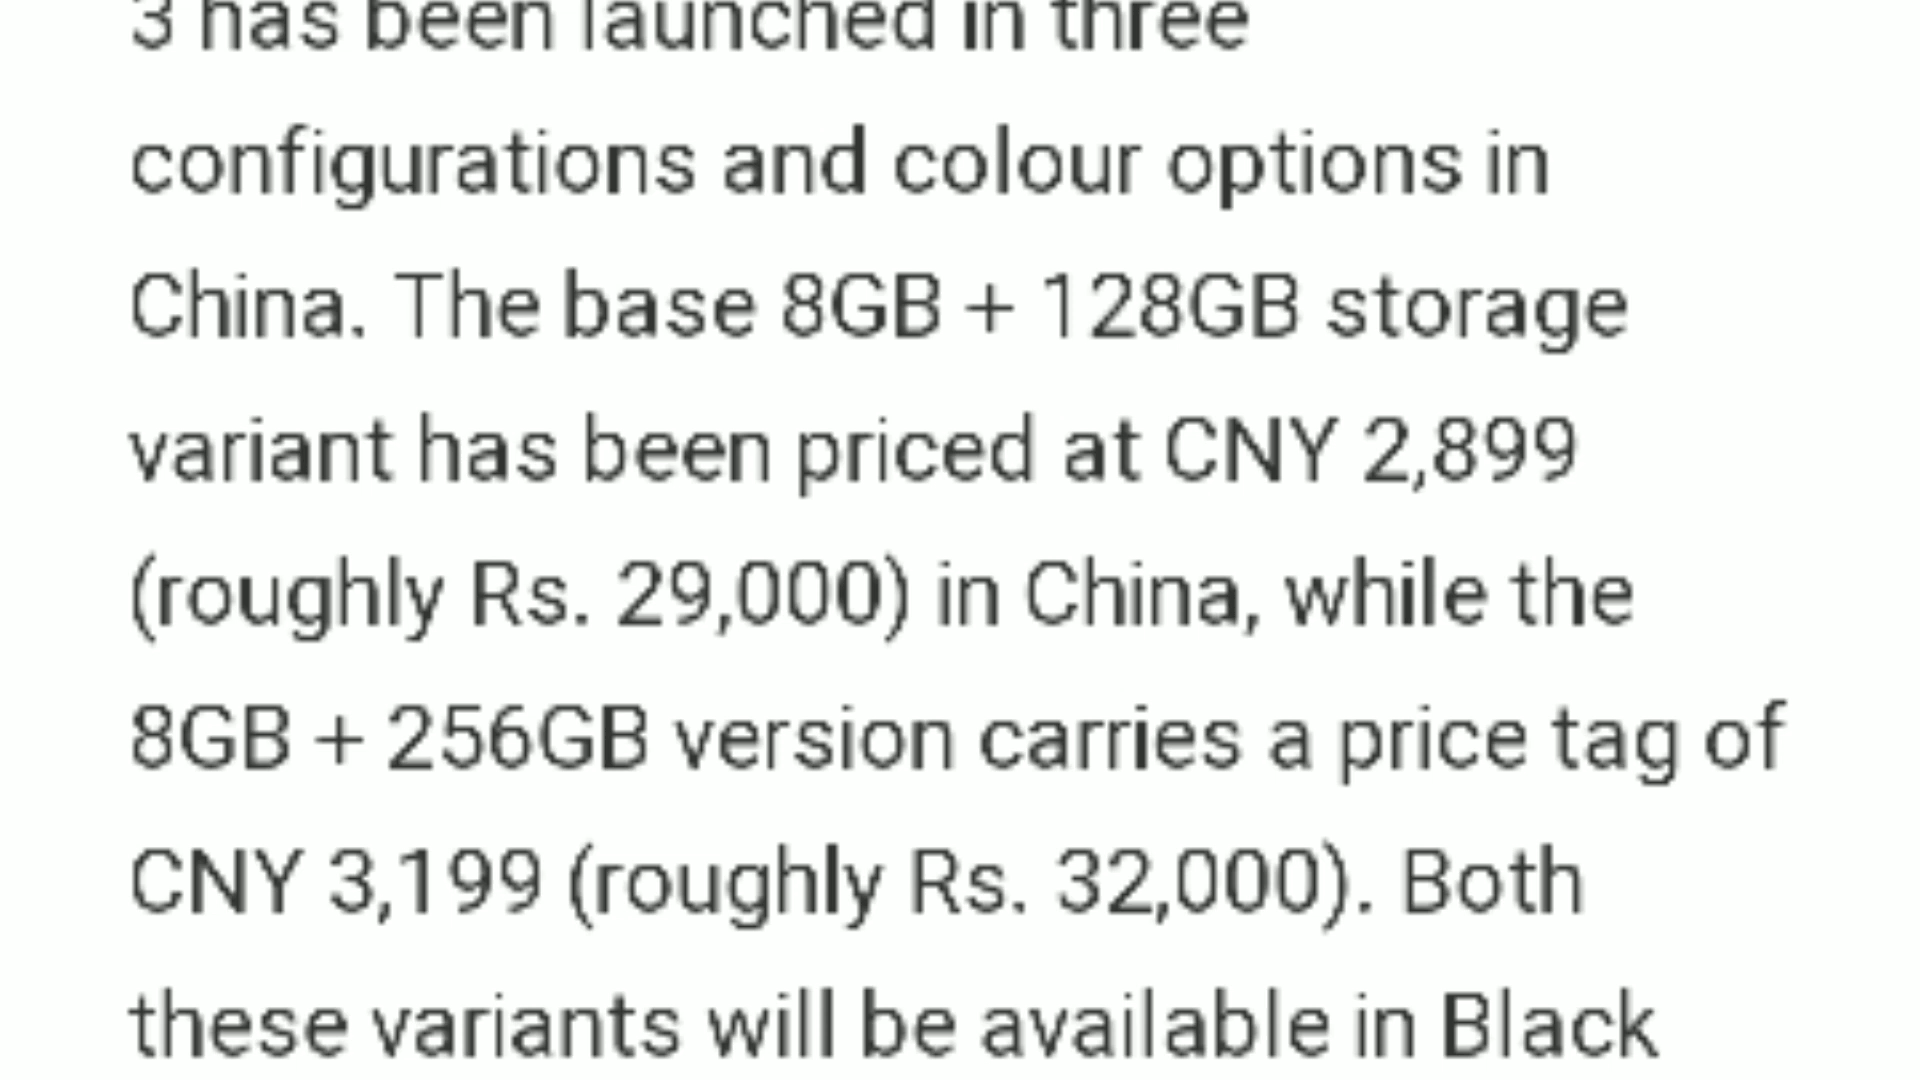 3 has been launched in three
configurations and colour options in
China. The base 8GB + 128GB storage
variant has been priced at CNY 2,899
(roughly Rs. 29,000) in China, while the
8GB + 256GB version carries a price tag of
CNY 3,199 (roughly Rs. 32,000). Both
these variants will be available in Black